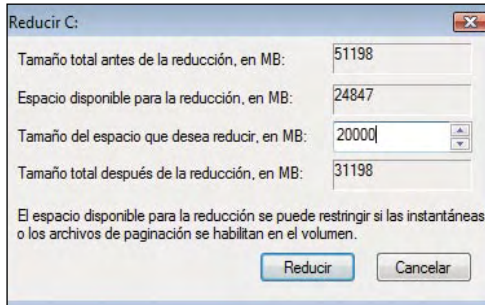 Reducir C:
Tamaño total antes de la reducción, en MB: 51198
Espacio disponible para la reducción, en MB: 24847
Tamaño del espacio que desea reducir, en MB: 20000
Tamaño total después de la reducción, en MB: 31198
El espacio disponible para la reducción se puede restringir si las instantáneas
o los archivos de paginación se habilitan en el volumen.
Reducir Cancelar